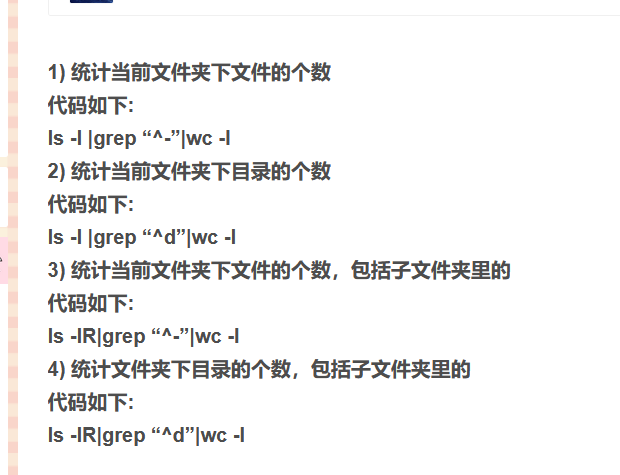 1) 统计当前文件夹下文件的个数
代码如下:
ls -l |grep “^-”|wc -l
2) 统计当前文件夹下目录的个数
代码如下:
ls -l |grep “^d”|wc -l
3) 统计当前文件夹下文件的个数，包括子文件夹里的
代码如下:
ls -lR|grep “^-”|wc -l
4) 统计文件夹下目录的个数，包括子文件夹里的
代码如下:
ls -lR|grep “^d”|wc -l